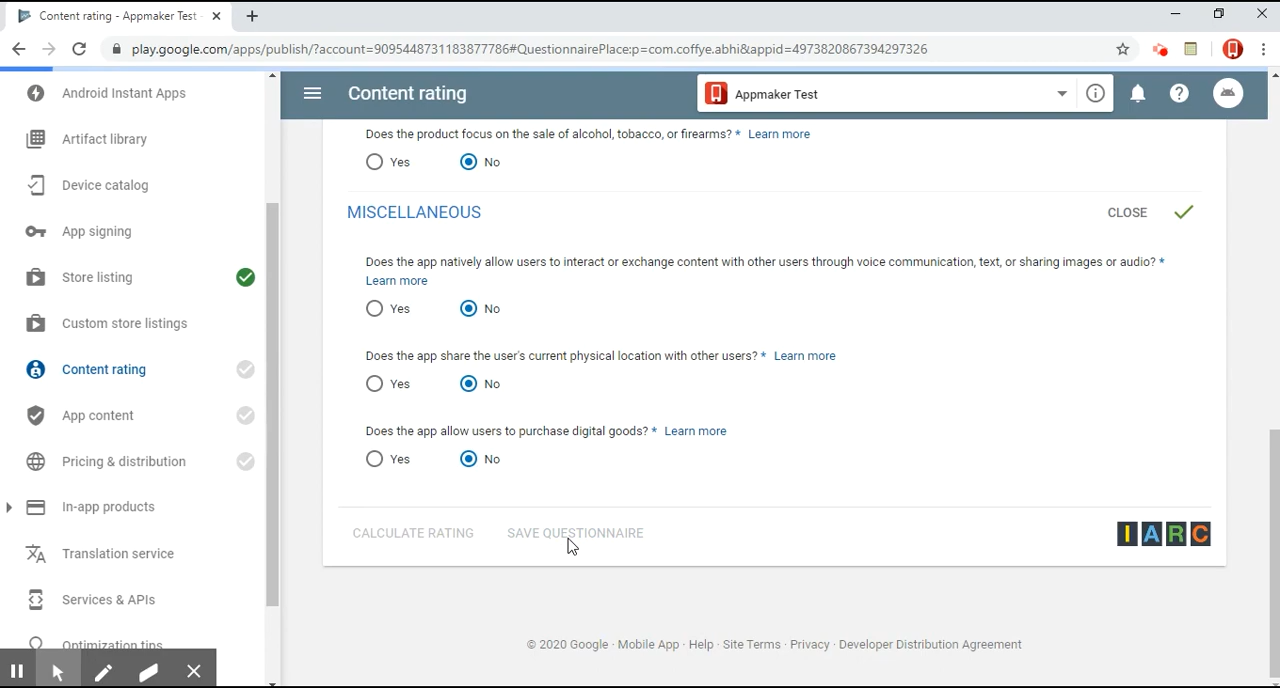 Content rating - Appmaker Test -
play.google.com/apps/publish/?account=9095448731183877786#QuestionnairePlace:p=com.coffye.abhi&appid=4973820867394297326
Content rating
Appmaker Test
Android Instant Apps
Artifact library
Device catalog
App signing
Store listing
Custom store listings
Content rating
App content
Pricing & distribution
In-app products
Translation service
Services & APIs
Optimization tips
Does the product focus on the sale of alcohol, tobacco, or firearms? * Learn more
Yes No
MISCELLANEOUS CLOSE
Does the app natively allow users to interact or exchange content with other users through voice communication, text, or sharing images or audio? *
Learn more
Yes No
Does the app share the user's current physical location with other users? * Learn more
Yes No
Does the app allow users to purchase digital goods? * Learn more
Yes No
CALCULATE RATING SAVE QUESTIONNAIRE IARC
© 2020 Google · Mobile App · Help · Site Terms · Privacy · Developer Distribution Agreement